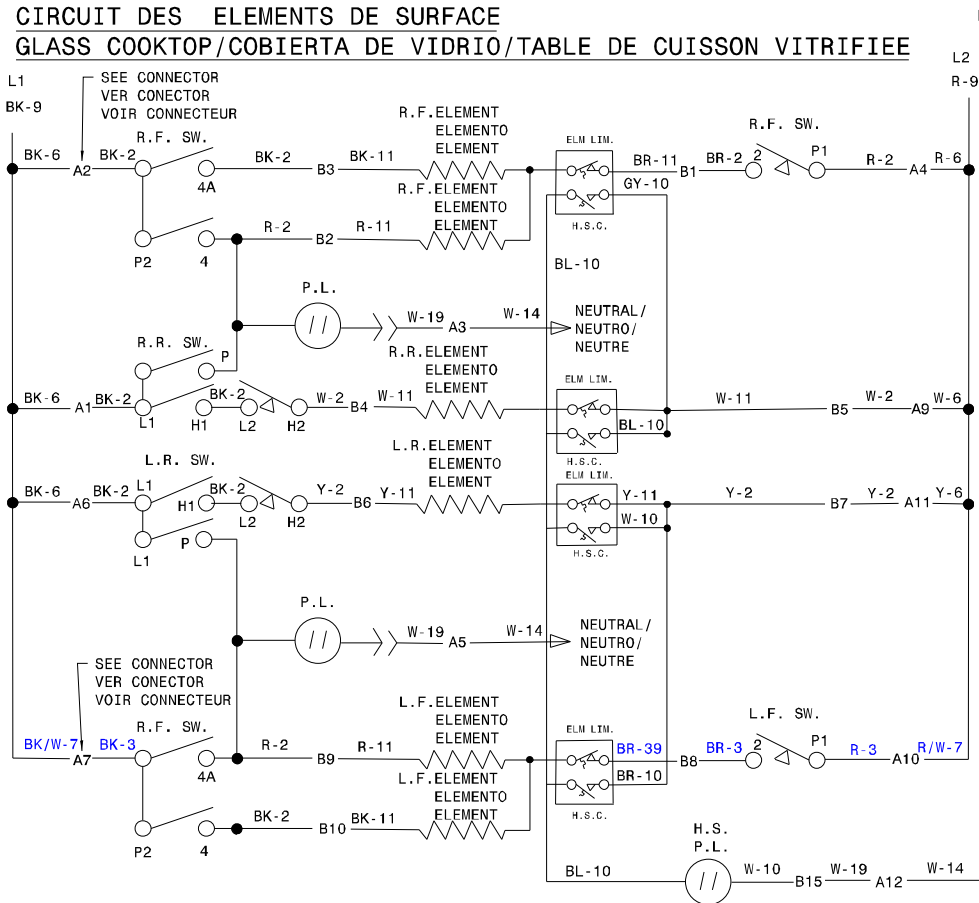 CIRCUIT DES ELEMENTS DE SURFACE
GLASS COOKTOP/COBIERTA DE VIDRIO/TABLE DE CUISSON VITRIFIEE
L1
BK-9
L2
R-9
SEE CONNECTOR
VER CONECTOR
VOIR CONNECTEUR
R.F. SW.
R.F.ELEMENT
ELEMENTO
ELEMENT
ELM LIM.
R.F. SW.
BK-6 A2 BK-2 4A BK-2 B3 BK-11 BR-11 B1 BR-2 2 P1 R-2 A4 R-6
GY-10
R.F.ELEMENT
ELEMENTO
ELEMENT
H.S.C.
P2 4 R-2 B2 R-11
BL-10
P.L.
W-19 A3 W-14
NEUTRAL/
NEUTRO/
NEUTRE
R.R. SW.
P
R.R.ELEMENT
ELEMENTO
ELEMENT
ELM LIM.
BK-6 A1 BK-2 L1 H1 BK-2 L2 H2 W-2 B4 W-11 W-11 B5 W-2 A9 W-6
BL-10
H.S.C.
L.R. SW.
L.R.ELEMENT
ELEMENTO
ELEMENT
ELM LIM.
BK-6 A6 BK-2 L1 H1 BK-2 L2 H2 Y-2 B6 Y-11 Y-11 Y-2 B7 Y-2 A11 Y-6
W-10
H.S.C.
L1 P
P.L.
W-19 A5 W-14
NEUTRAL/
NEUTRO/
NEUTRE
SEE CONNECTOR
VER CONECTOR
VOIR CONNECTEUR
R.F. SW.
L.F.ELEMENT
ELEMENTO
ELEMENT
ELM LIM.
L.F. SW.
BK/W-7 A7 BK-3 4A R-2 B9 R-11 BR-39 B8 BR-3 2 P1 R-3 A10 R/W-7
BR-10
L.F.ELEMENT
ELEMENTO
ELEMENT
H.S.C.
P2 4 BK-2 B10 BK-11
H.S.
P.L.
BL-10 W-10 B15 W-19 A12 W-14